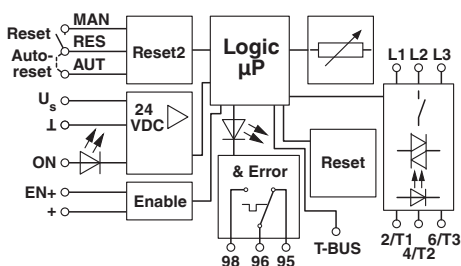 MAN
Reset
RES
Auto-
reset
AUT
Reset2
Logic
µP
L1 L2 L3
Us
⊥
24
VDC
ON
EN+
+
Enable
& Error
Reset
98 96 95
T-BUS
2/T1
4/T2
6/T3